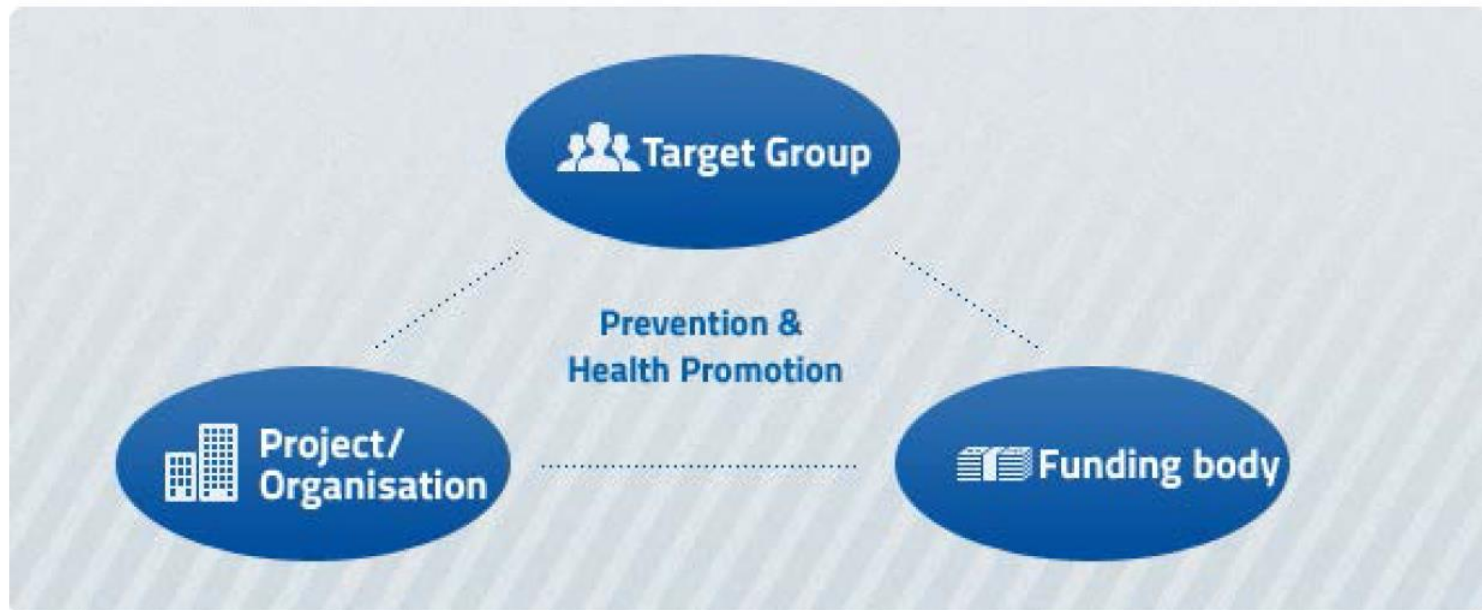 Target Group
Prevention &
Health Promotion
Project/
Organisation
Funding body